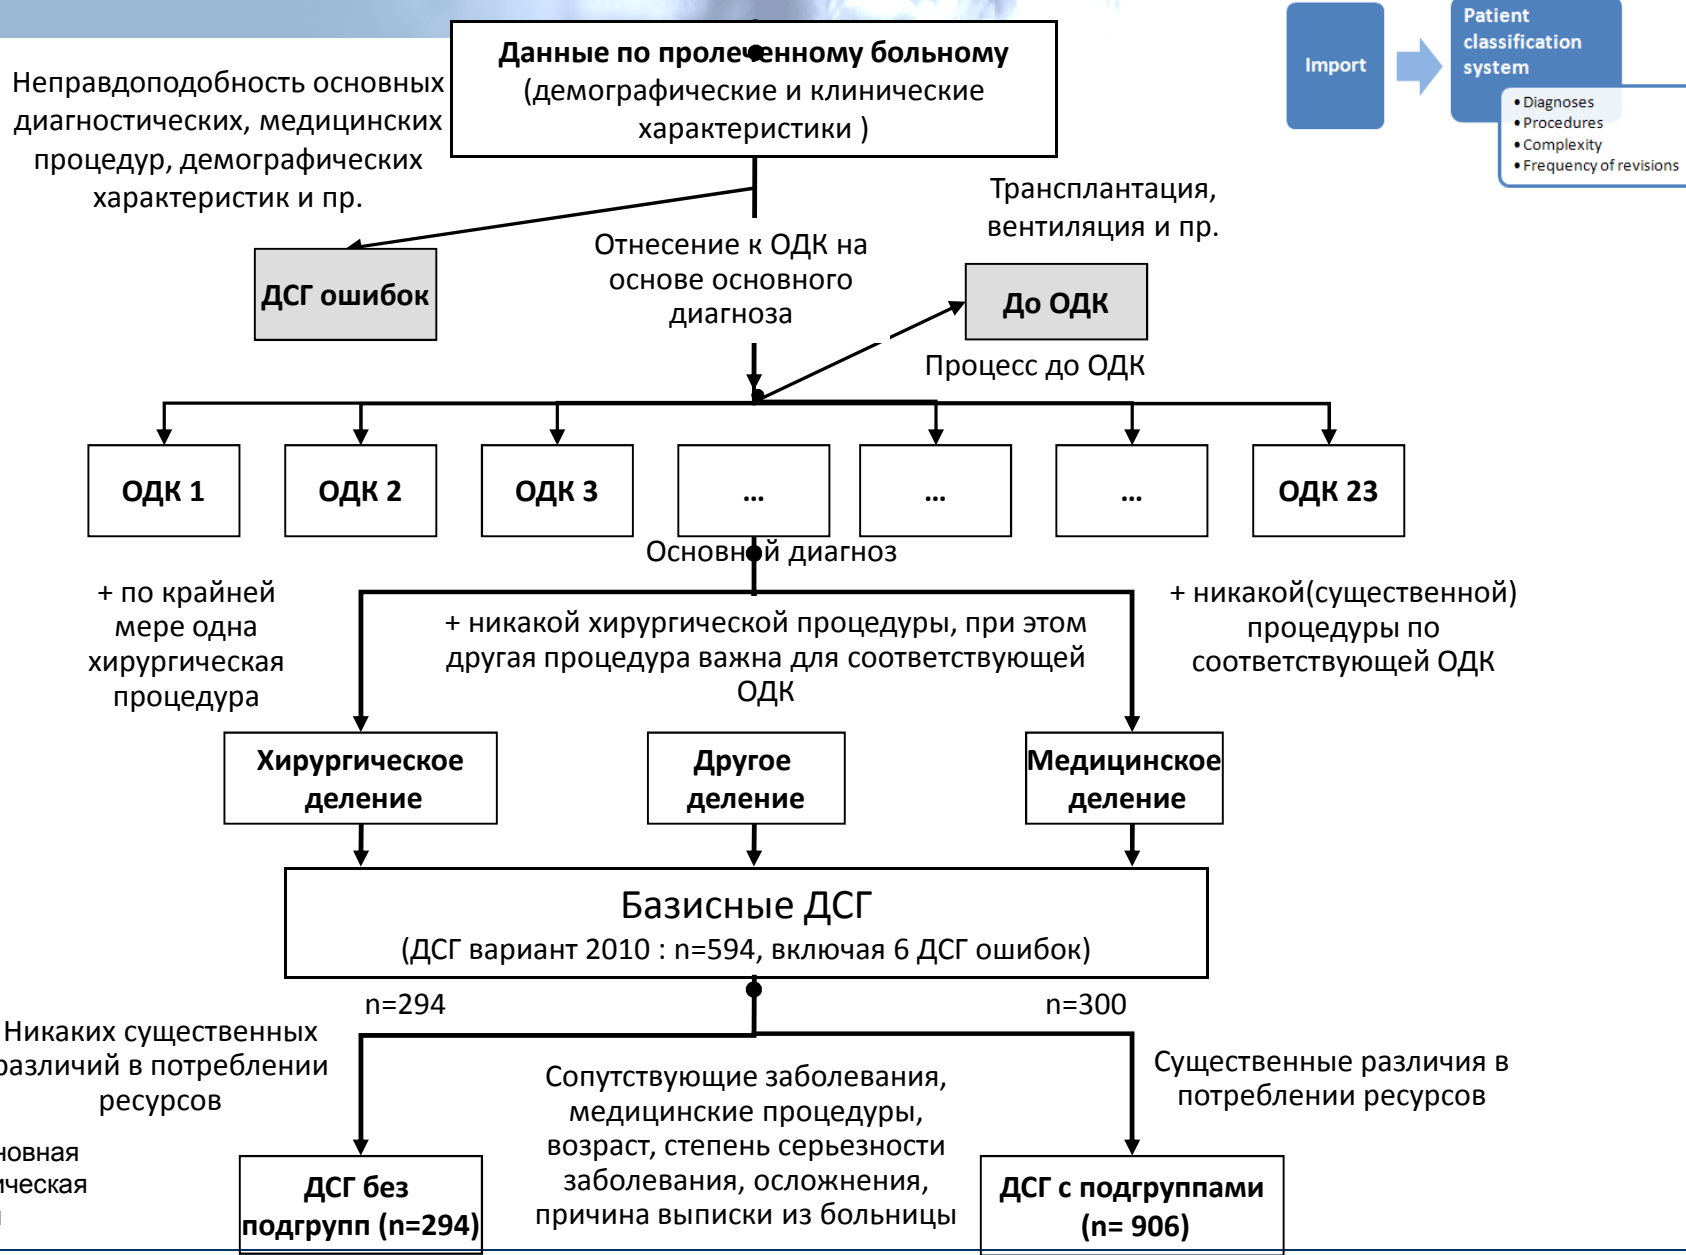 Данные по пролеченному больному
(демографические и клинические
характеристики )
Import
Patient
classification
system
• Diagnoses
• Procedures
• Complexity
• Frequency of revisions
Неправдоподобность основных
диагностических, медицинских
процедур, демографических
характеристик и пр.
Трансплантация,
вентиляция и пр.
ДСГ ошибок
Отнесение к ОДК на
основе основного
диагноза
До ОДК
Процесс до ОДК
ОДК 1
ОДК 2
ОДК 3
...
...
...
ОДК 23
Основной диагноз
+ по крайней
мере одна
хирургическая
процедура
+ никакой хирургической процедуры, при этом
другая процедура важна для соответствующей
ОДК
+ никакой(существенной)
процедуры по
соответствующей ОДК
Хирургическое
деление
Другое
деление
Медицинское
деление
Базисные ДСГ
(ДСГ вариант 2010 : n=594, включая 6 ДСГ ошибок)
n=294
n=300
Никаких существенных
различий в потреблении
ресурсов
Сопутствующие заболевания,
медицинские процедуры,
возраст, степень серьезности
заболевания, осложнения,
причина выписки из больницы
Существенные различия в
потреблении ресурсов
ДСГ без
подгрупп (n=294)
ДСГ с подгруппами
(n= 906)